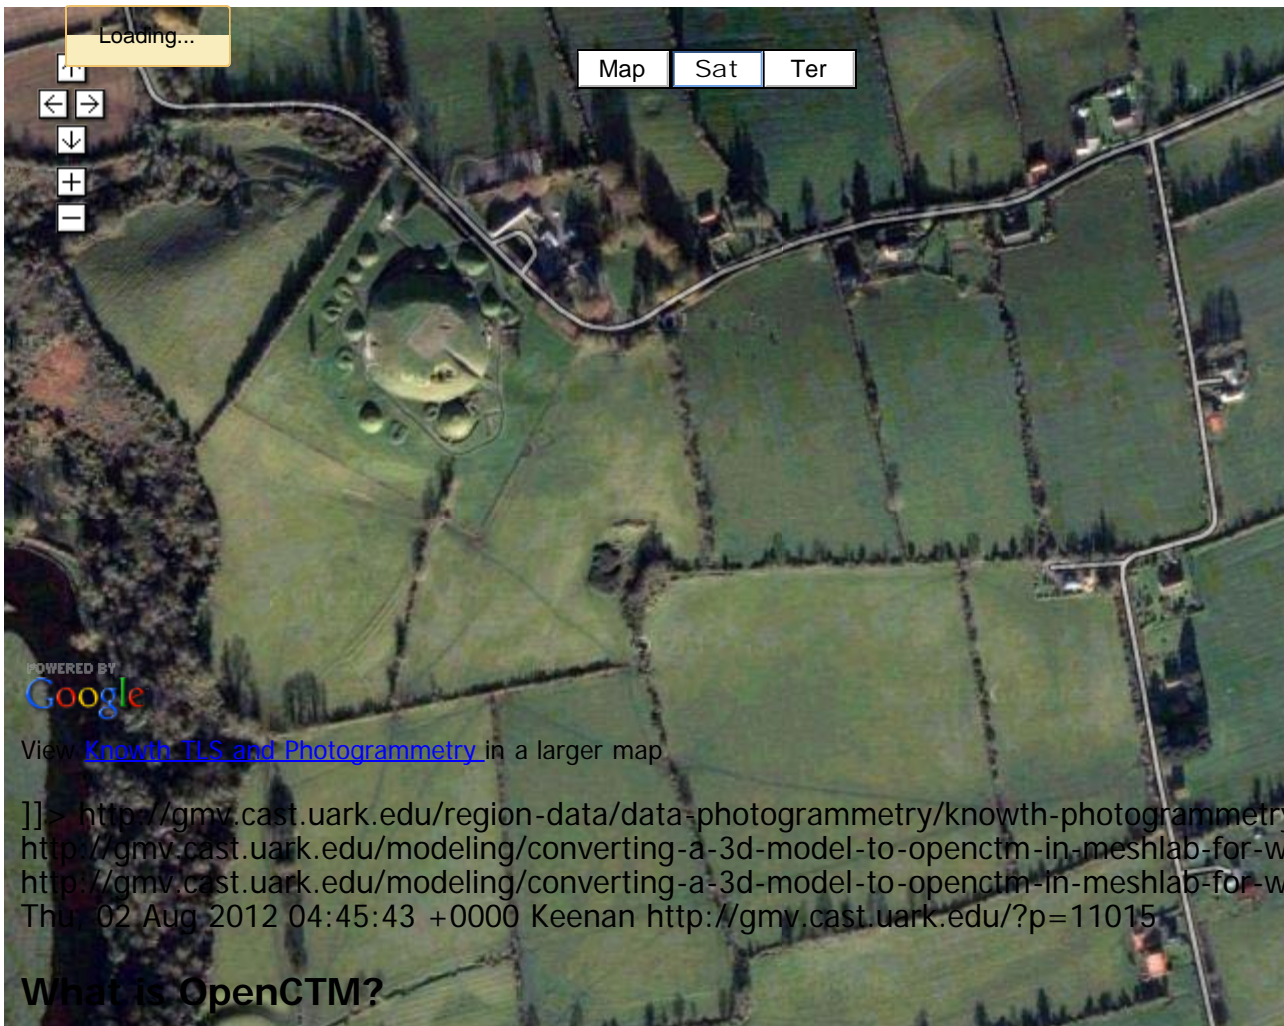 Loading...
Map Sat Ter
POWERED BY
Google
View Knowth TLS and Photogrammetry in a larger map
]]> http://gmv.cast.uark.edu/region-data/data-photogrammetry/knowth-photogrammetry
http://gmv.cast.uark.edu/modeling/converting-a-3d-model-to-openctm-in-meshlab-for-w
http://gmv.cast.uark.edu/modeling/converting-a-3d-model-to-openctm-in-meshlab-for-w
Thu, 02 Aug 2012 04:45:43 +0000 Keenan http://gmv.cast.uark.edu/?p=11015
What is OpenCTM?